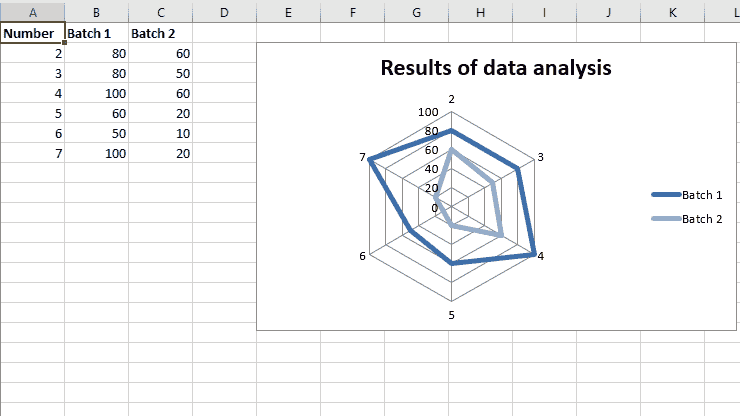 A B C D E F G H I J K L
Number Batch 1 Batch 2
2 80 60
3 80 50
4 100 60
5 60 20
6 50 10
7 100 20
Results of data analysis
2
100
80
60
40
20
0
3
4
5
6
7
Batch 1
Batch 2